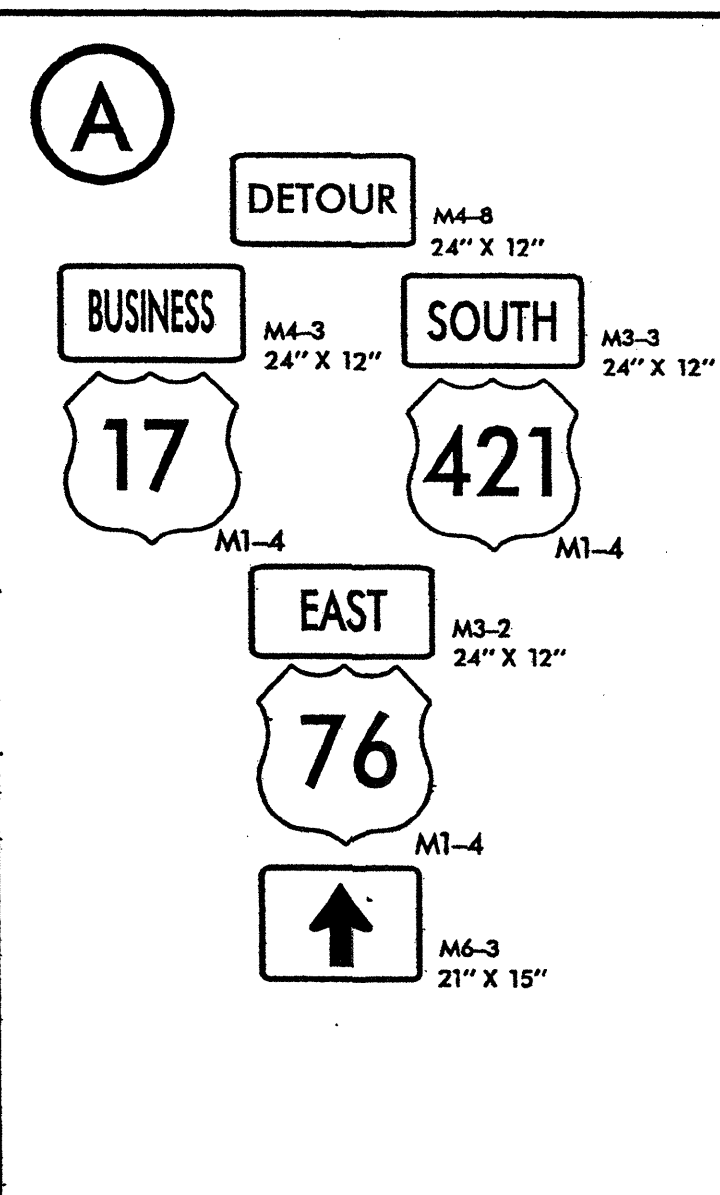 A
DETOUR
M4-8
24" X 12"
BUSINESS
M4-3
24" X 12"
SOUTH
M3-3
24" X 12"
17
M1-4
421
M1-4
EAST
M3-2
24" X 12"
76
M1-4
M6-3
21" X 15"